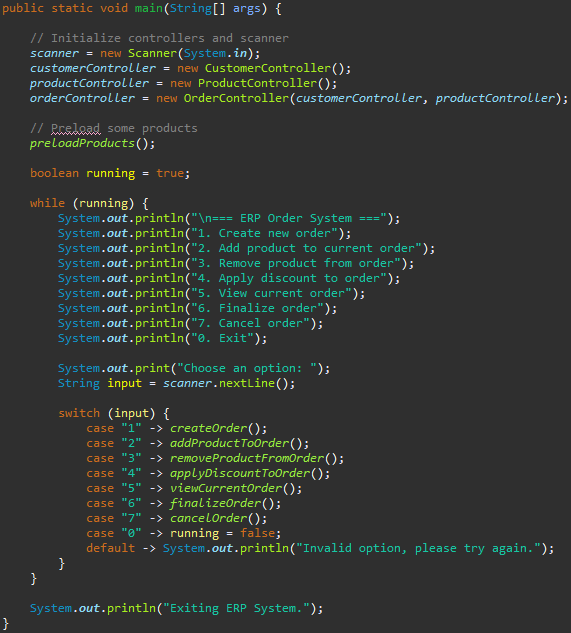 public static void main(String[] args) {

    // Initialize controllers and scanner
    scanner = new Scanner(System.in);
    customerController = new CustomerController();
    productController = new ProductController();
    orderController = new OrderController(customerController, productController);

    // Preload some products
    preloadProducts();

    boolean running = true;

    while (running) {
        System.out.println("\n=== ERP Order System ===");
        System.out.println("1. Create new order");
        System.out.println("2. Add product to current order");
        System.out.println("3. Remove product from order");
        System.out.println("4. Apply discount to order");
        System.out.println("5. View current order");
        System.out.println("6. Finalize order");
        System.out.println("7. Cancel order");
        System.out.println("0. Exit");

        System.out.print("Choose an option: ");
        String input = scanner.nextLine();

        switch (input) {
            case "1" -> createOrder();
            case "2" -> addProductToOrder();
            case "3" -> removeProductFromOrder();
            case "4" -> applyDiscountToOrder();
            case "5" -> viewCurrentOrder();
            case "6" -> finalizeOrder();
            case "7" -> cancelOrder();
            case "0" -> running = false;
            default -> System.out.println("Invalid option, please try again.");
        }
    }

    System.out.println("Exiting ERP System.");
}